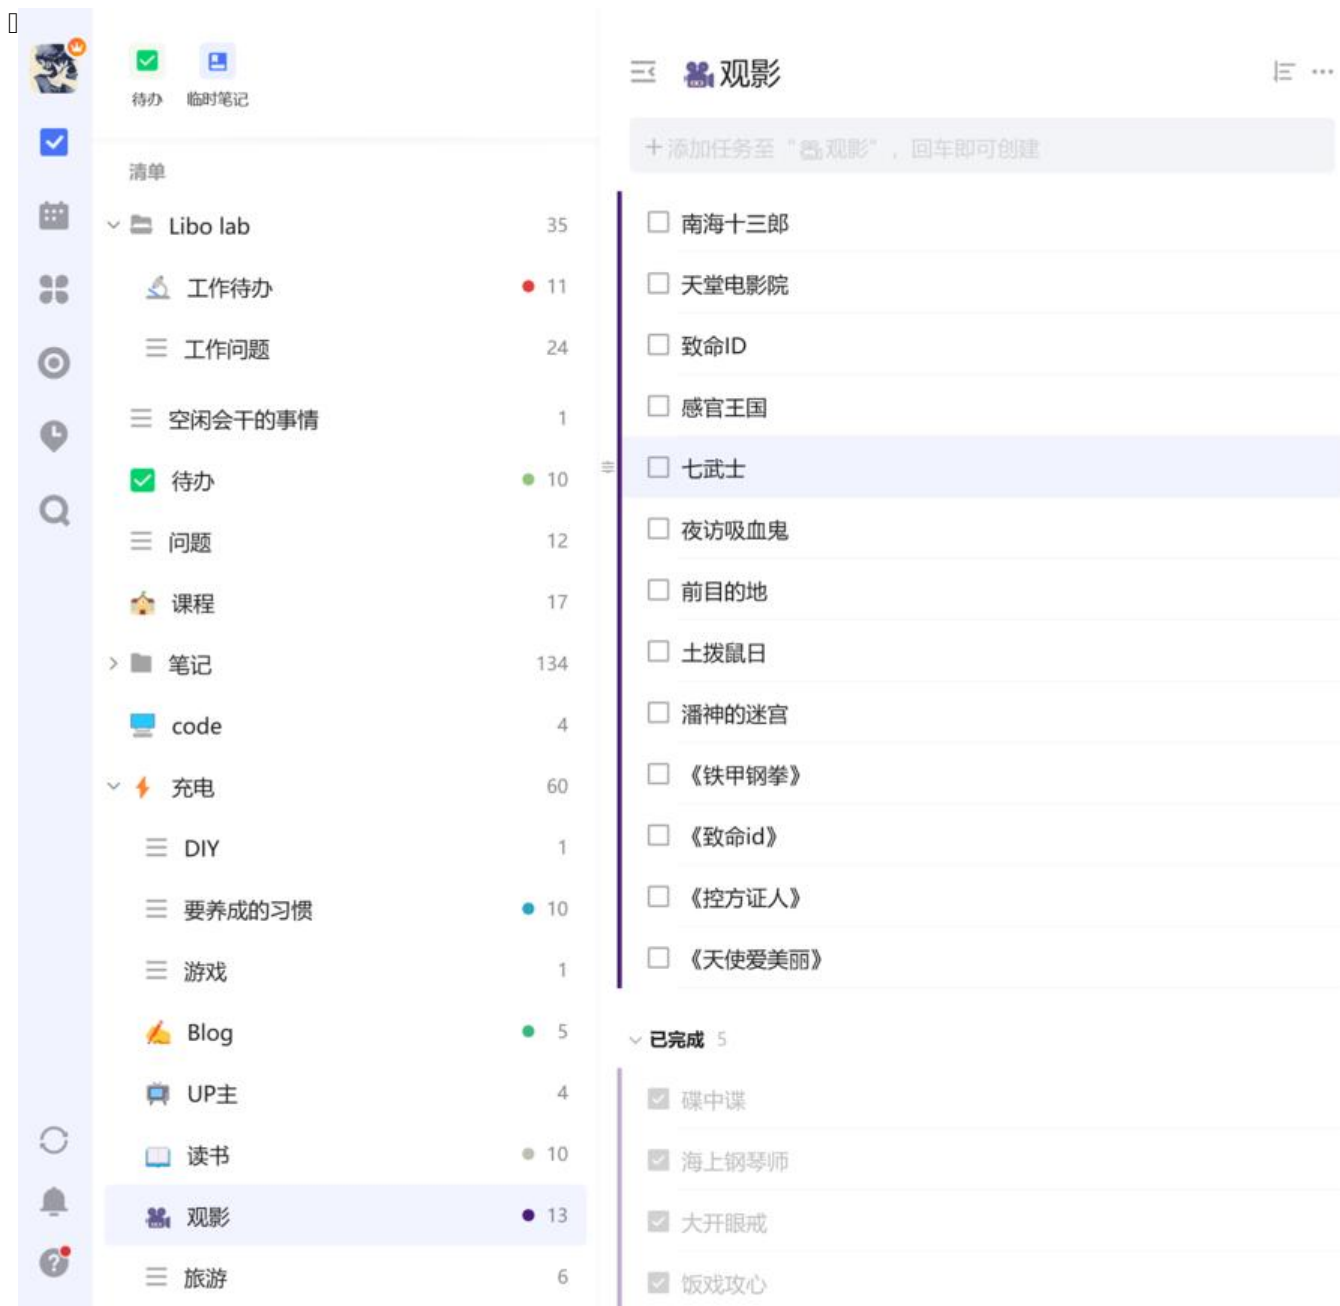 待办
临时笔记
清单
Libo lab 35
工作待办 11
工作问题 24
空闲会干的事情 1
待办 10
问题 12
课程 17
笔记 134
code 4
充电 60
DIY 1
要养成的习惯 10
游戏 1
Blog 5
UP主 4
读书 10
观影 13
旅游 6
观影
+添加任务至“观影”，回车即可创建
南海十三郎
天堂电影院
致命ID
感官王国
七武士
夜访吸血鬼
前目的地
土拨鼠日
潘神的迷宫
《铁甲钢拳》
《致命id》
《控方证人》
《天使爱美丽》
已完成 5
碟中谍
海上钢琴师
大开眼戒
饭戏攻心